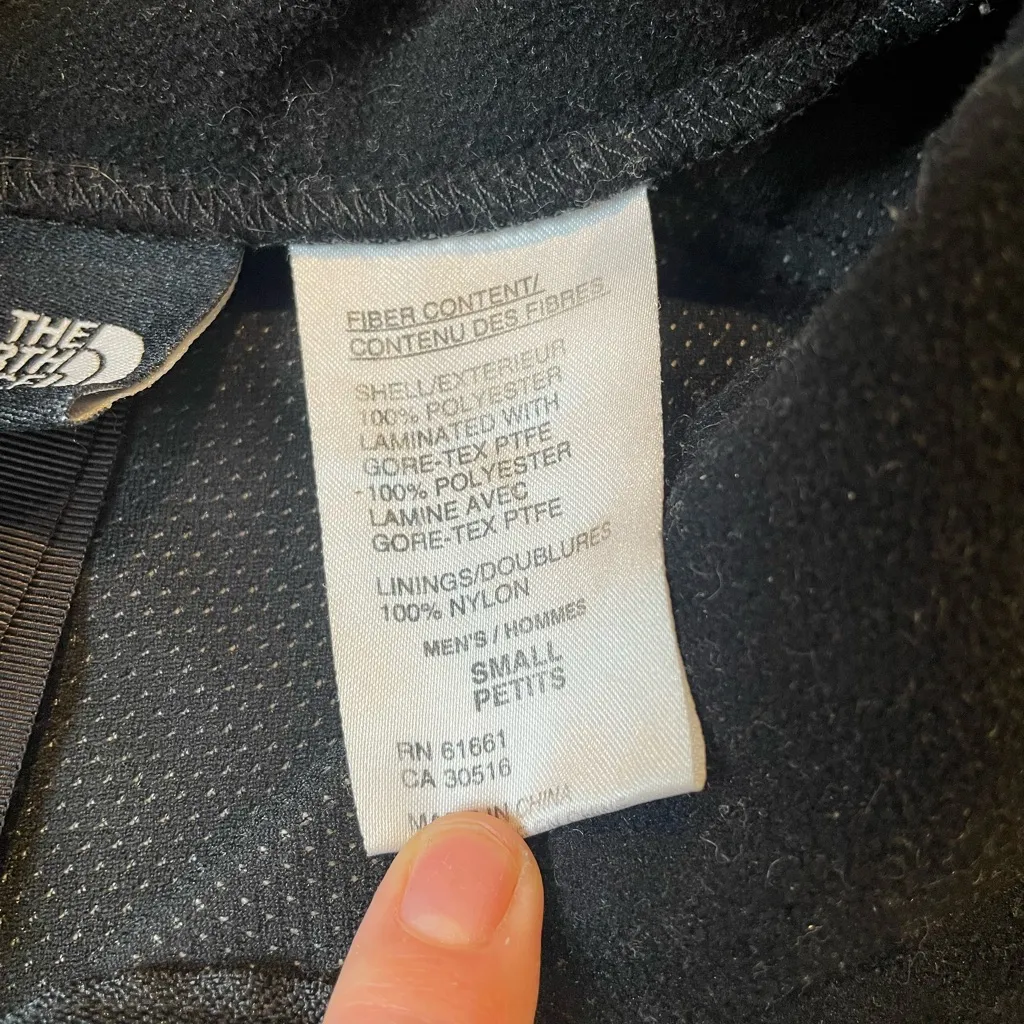 THE
RTH
FIBER CONTENT/
CONTENU DES FIBRES
SHELL/EXTERIEUR
100% POLYESTER
LAMINATED WITH
GORE-TEX PTFE
-100% POLYESTER
LAMINE AVEC
GORE-TEX PTFE
LININGS/DOUBLURES
100% NYLON
MEN'S / HOMMES
SMALL
PETITS
RN 61661
CA 30516
IN CHINA